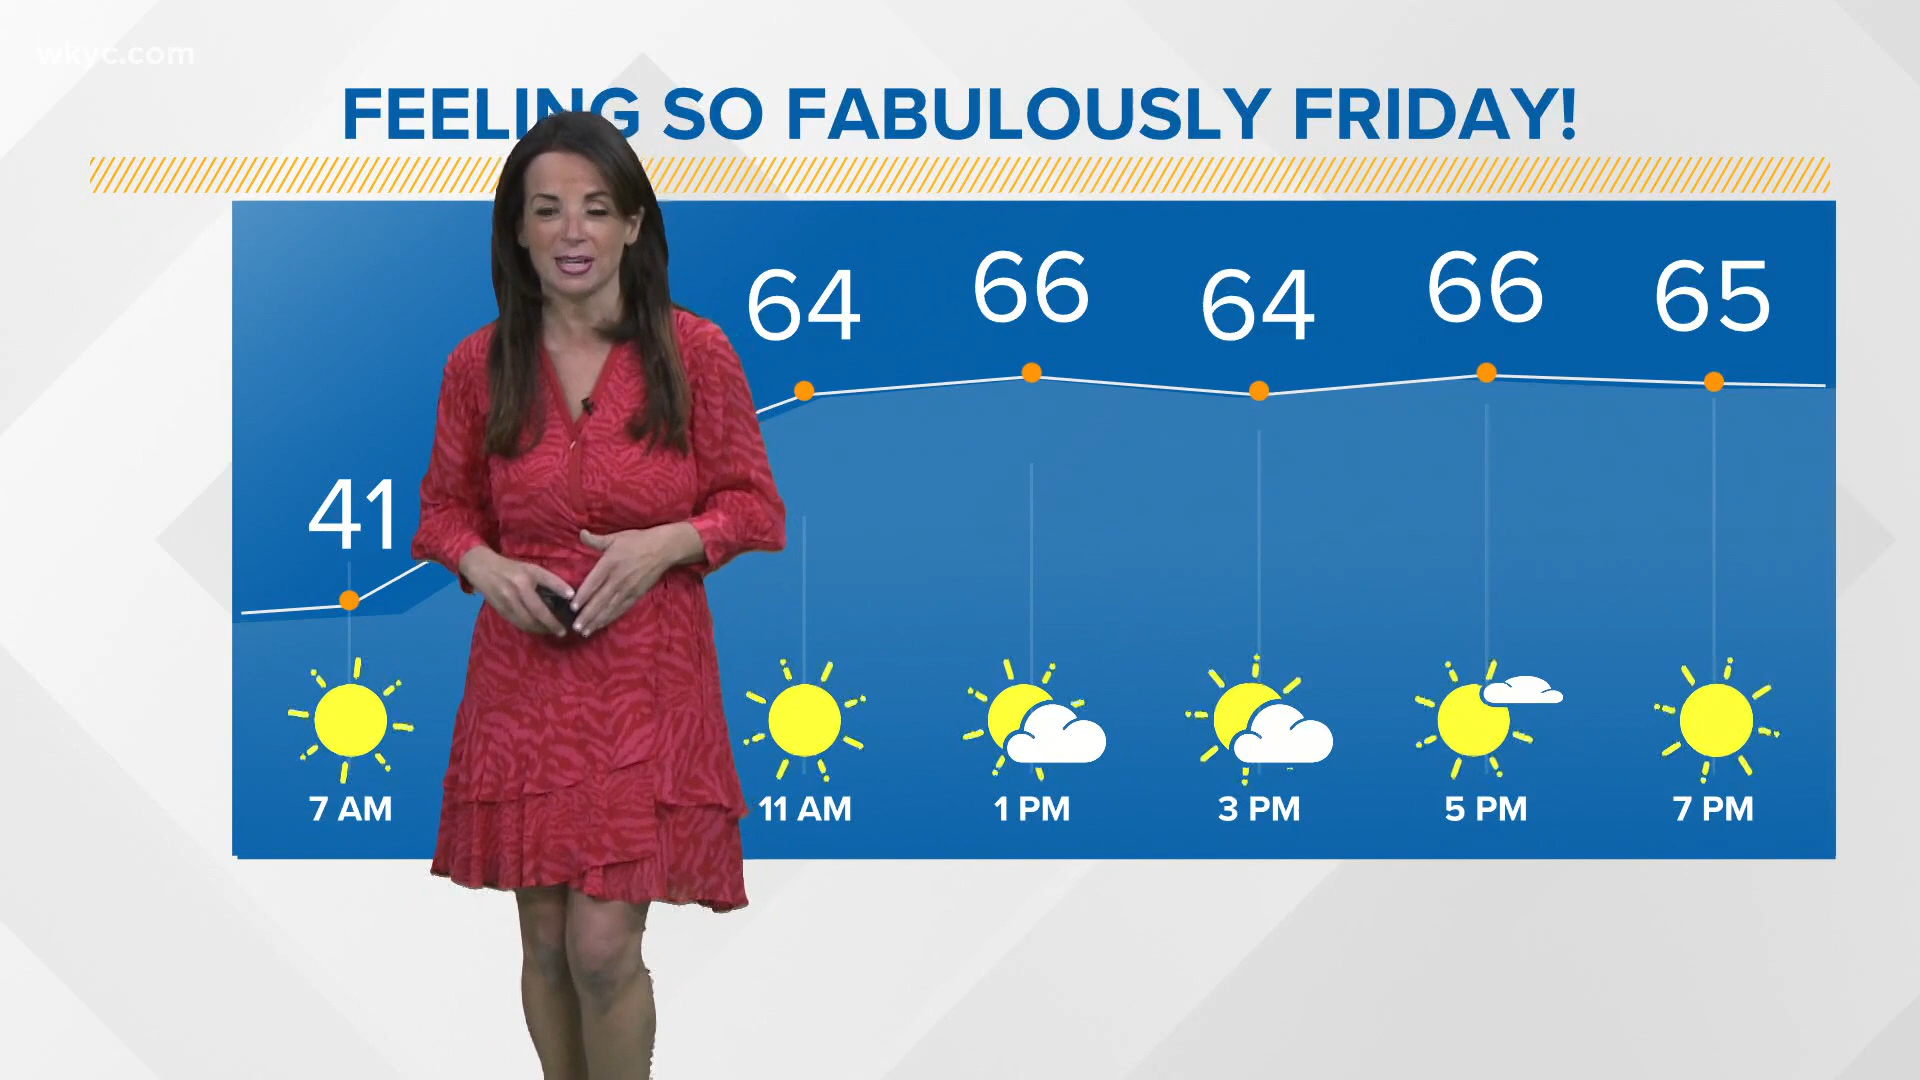 wkyc.com
FEELING SO FABULOUSLY FRIDAY!
41 64 66 64 66 65
7 AM 11 AM 1 PM 3 PM 5 PM 7 PM